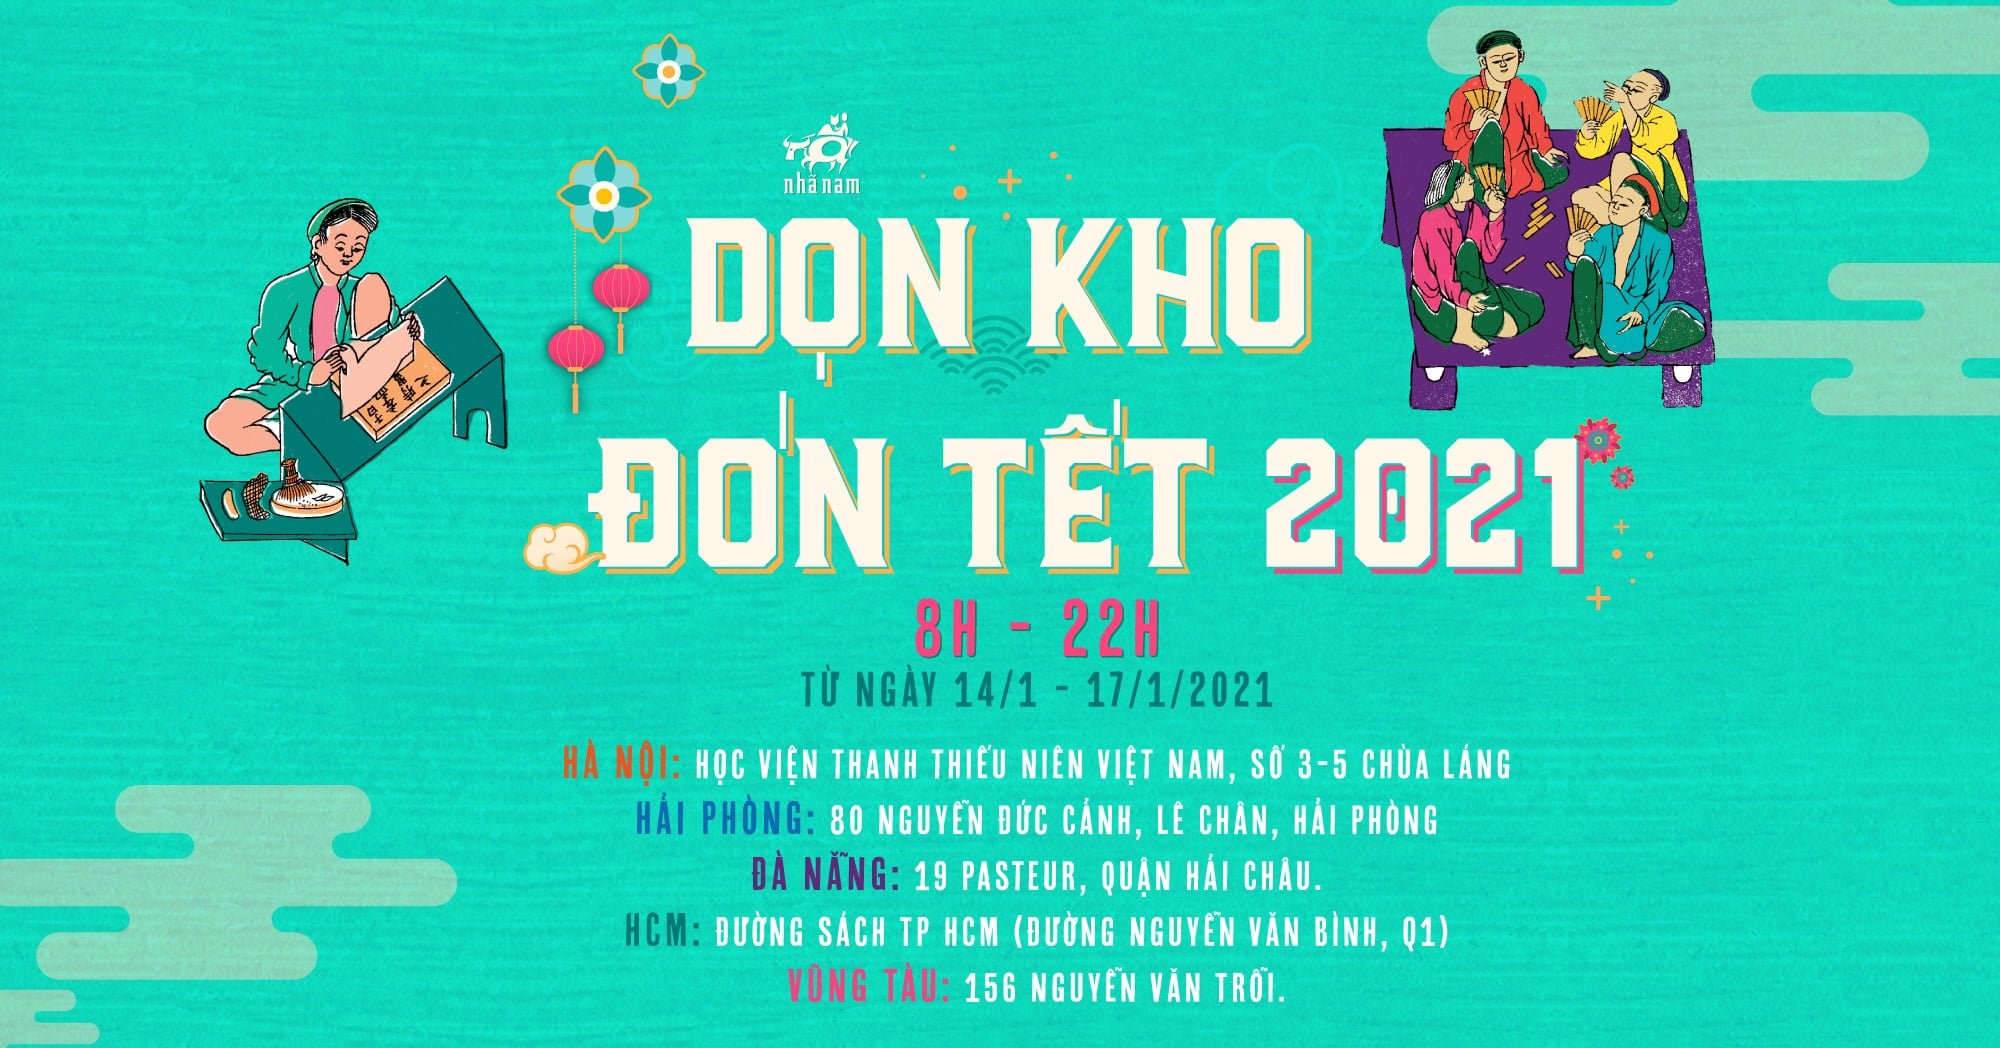 nhã nam
DỌN KHO
ĐÓN TẾT 2021
8H - 22H
TỪ NGÀY 14/1 - 17/1/2021
HÀ NỘI: HỌC VIỆN THANH THIẾU NIÊN VIỆT NAM, SỐ 3-5 CHÙA LÁNG
HẢI PHÒNG: 80 NGUYỄN ĐỨC CẢNH, LÊ CHÂN, HẢI PHÒNG
ĐÀ NẴNG: 19 PASTEUR, QUẬN HẢI CHÂU.
HCM: ĐƯỜNG SÁCH TP HCM (ĐƯỜNG NGUYỄN VĂN BÌNH, Q1)
VŨNG TÀU: 156 NGUYỄN VĂN TRỖI.